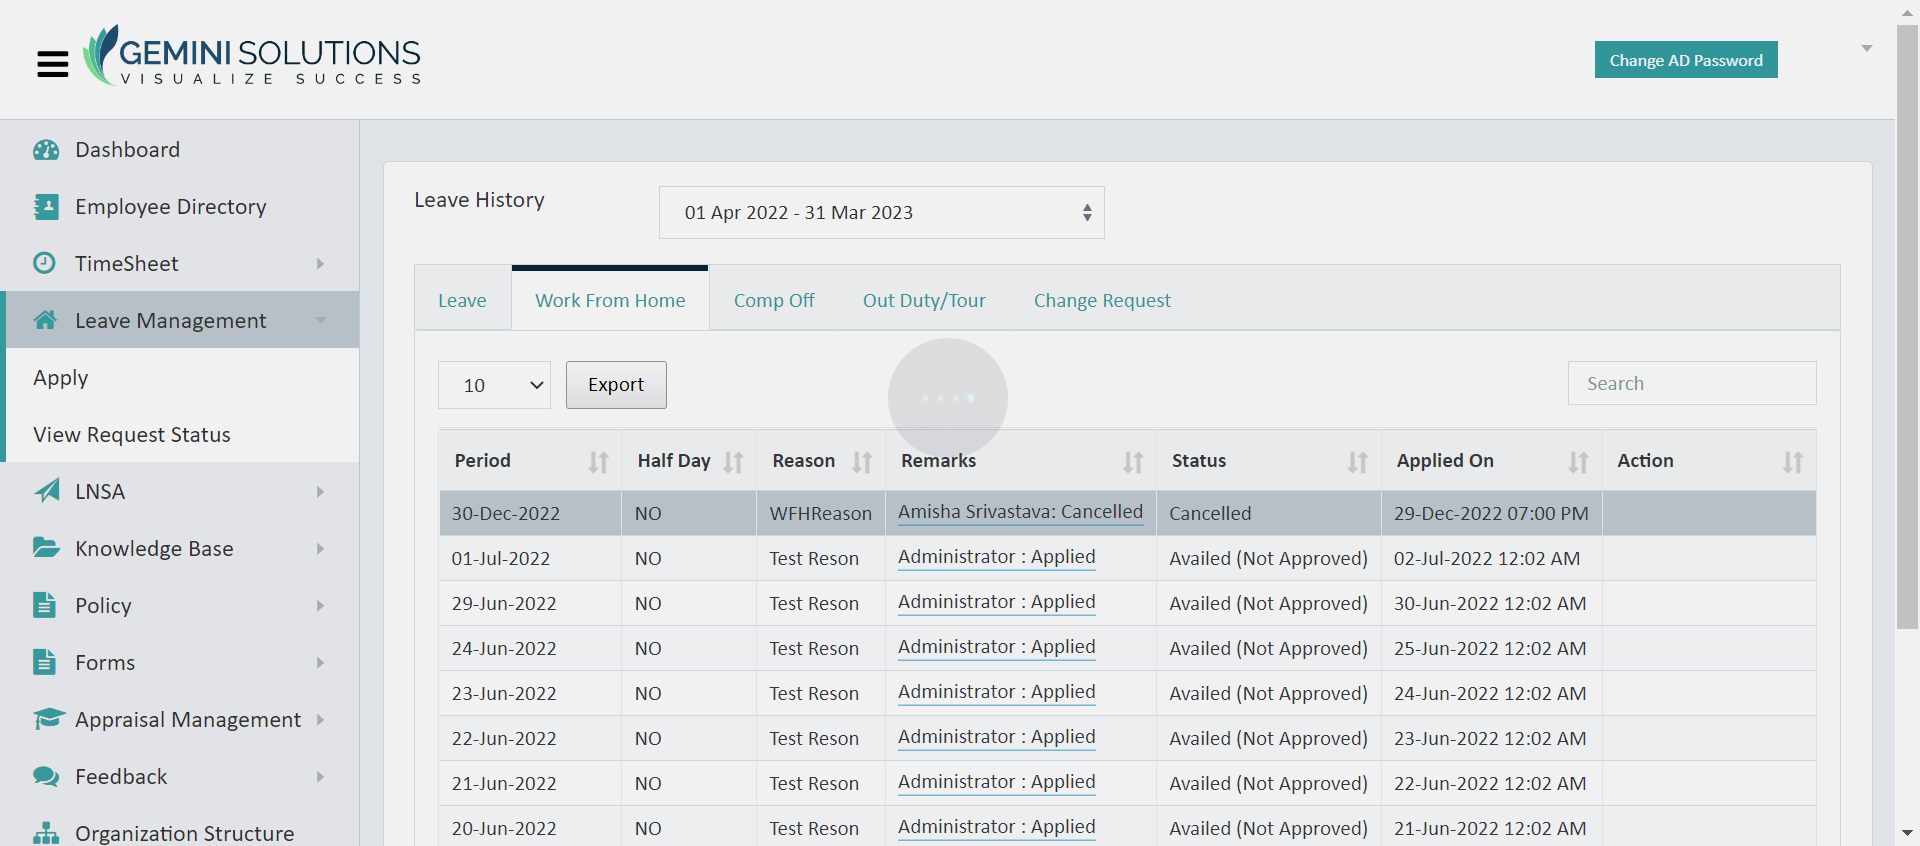 GEMINI SOLUTIONS
VISUALIZE SUCCESS
Change AD Password
Dashboard
Employee Directory
TimeSheet
Leave Management
Apply
View Request Status
LNSA
Knowledge Base
Policy
Forms
Appraisal Management
Feedback
Organization Structure
Leave History
01 Apr 2022 - 31 Mar 2023
Leave Work From Home Comp Off Out Duty/Tour Change Request
10 Export Search
Period Half Day Reason Remarks Status Applied On Action
30-Dec-2022 NO WFHReason Amisha Srivastava: Cancelled Cancelled 29-Dec-2022 07:00 PM
01-Jul-2022 NO Test Reson Administrator : Applied Availed (Not Approved) 02-Jul-2022 12:02 AM
29-Jun-2022 NO Test Reson Administrator : Applied Availed (Not Approved) 30-Jun-2022 12:02 AM
24-Jun-2022 NO Test Reson Administrator : Applied Availed (Not Approved) 25-Jun-2022 12:02 AM
23-Jun-2022 NO Test Reson Administrator : Applied Availed (Not Approved) 24-Jun-2022 12:02 AM
22-Jun-2022 NO Test Reson Administrator : Applied Availed (Not Approved) 23-Jun-2022 12:02 AM
21-Jun-2022 NO Test Reson Administrator : Applied Availed (Not Approved) 22-Jun-2022 12:02 AM
20-Jun-2022 NO Test Reson Administrator : Applied Availed (Not Approved) 21-Jun-2022 12:02 AM